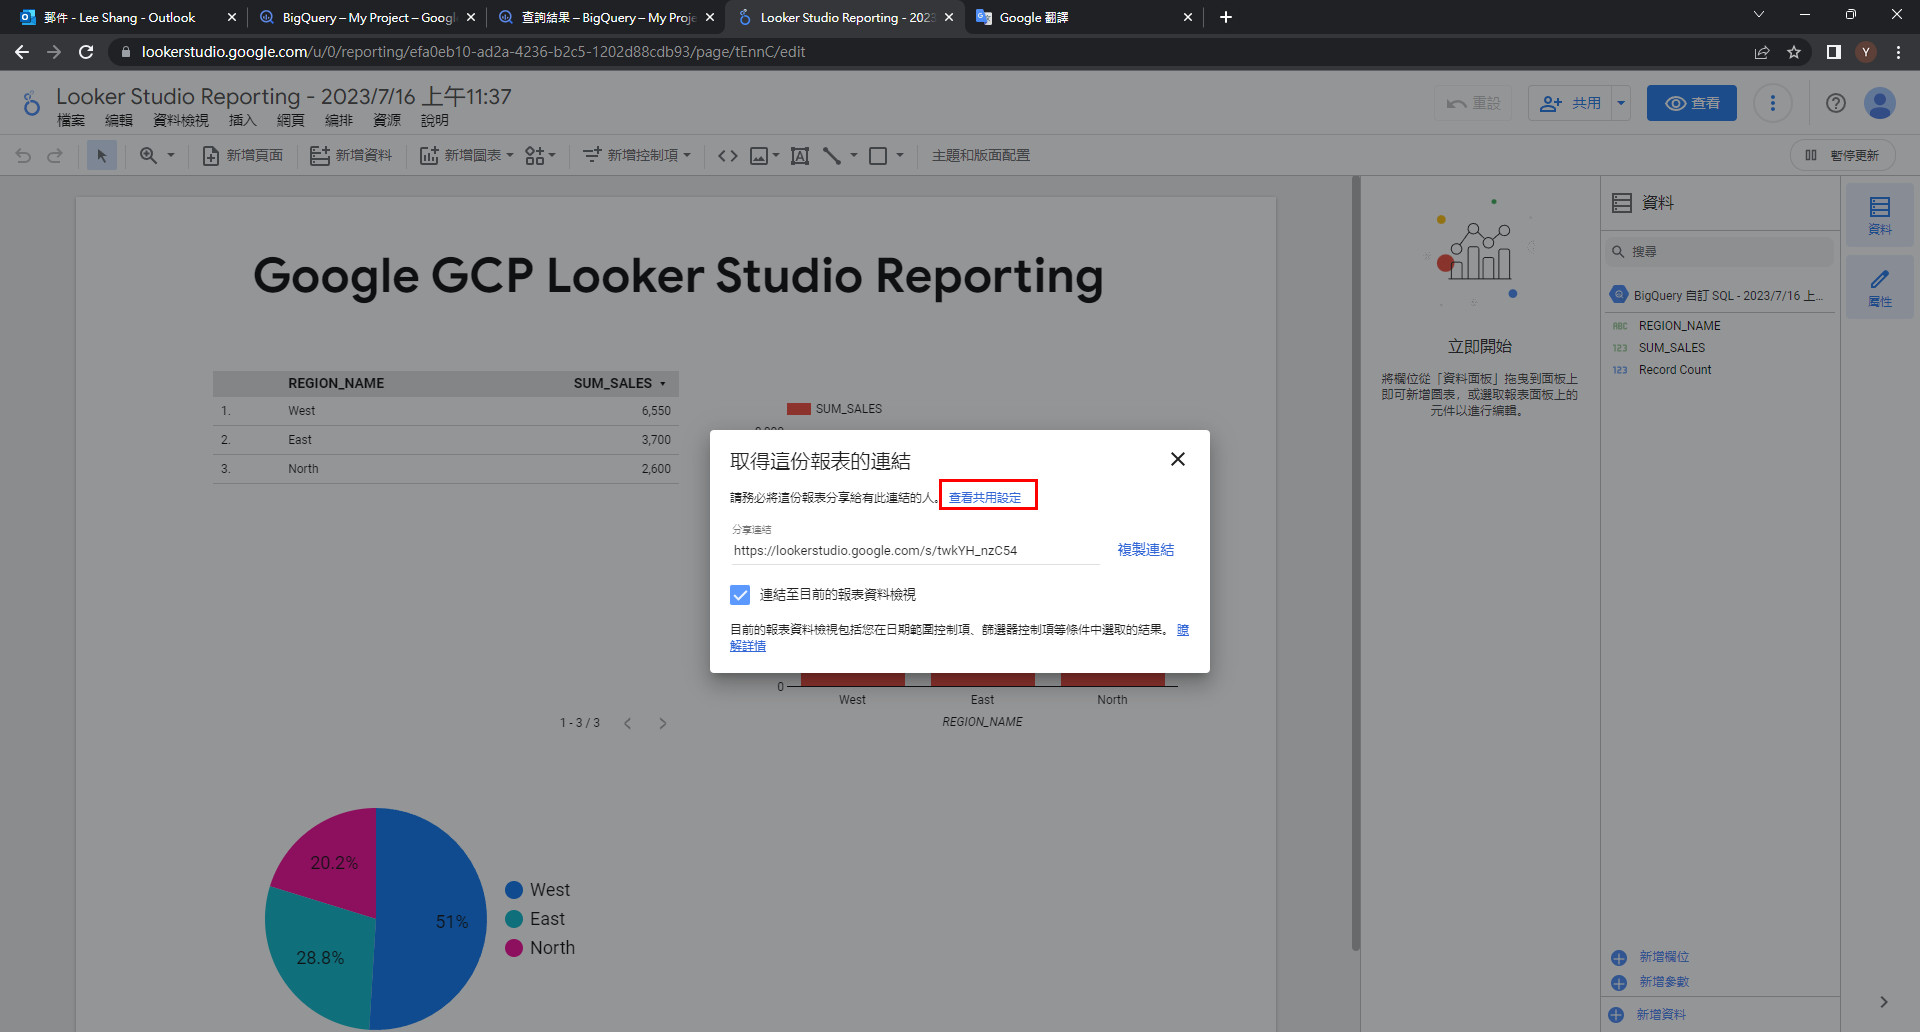 郵件 - Lee Shang - Outlook
BigQuery – My Project – Googl
查詢結果 – BigQuery – My Proje
Looker Studio Reporting - 2023
Google 翻譯
lookerstudio.google.com/u/0/reporting/efa0eb10-ad2a-4236-b2c5-1202d88cdb93/page/tEnnC/edit
Y
Looker Studio Reporting - 2023/7/16 上午11:37
檔案 編輯 資料檢視 插入 網頁 編排 資源 說明
重設
共用
查看
新增頁面
新增資料
新增圖表
新增控制項
主題和版面配置
暫停更新
Google GCP Looker Studio Reporting
REGION_NAME SUM_SALES
1. West 6,550
2. East 3,700
3. North 2,600
1 - 3 / 3
SUM_SALES
取得這份報表的連結
請務必將這份報表分享給有此連結的人。 查看共用設定
分享連結
https://lookerstudio.google.com/s/twkYH_nzC54
複製連結
連結至目前的報表資料檢視
目前的報表資料檢視包括您在日期範圍控制項、篩選器控制項等條件中選取的結果。 瞭
解詳情
0
West East North
REGION_NAME
20.2%
51%
28.8%
West
East
North
立即開始
將欄位從「資料面板」拖曳到面板上
即可新增圖表，或選取報表面板上的
元件以進行編輯。
資料
搜尋
BigQuery 自訂 SQL - 2023/7/16 上...
ABC REGION_NAME
123 SUM_SALES
123 Record Count
新增欄位
新增參數
新增資料
資料
屬性